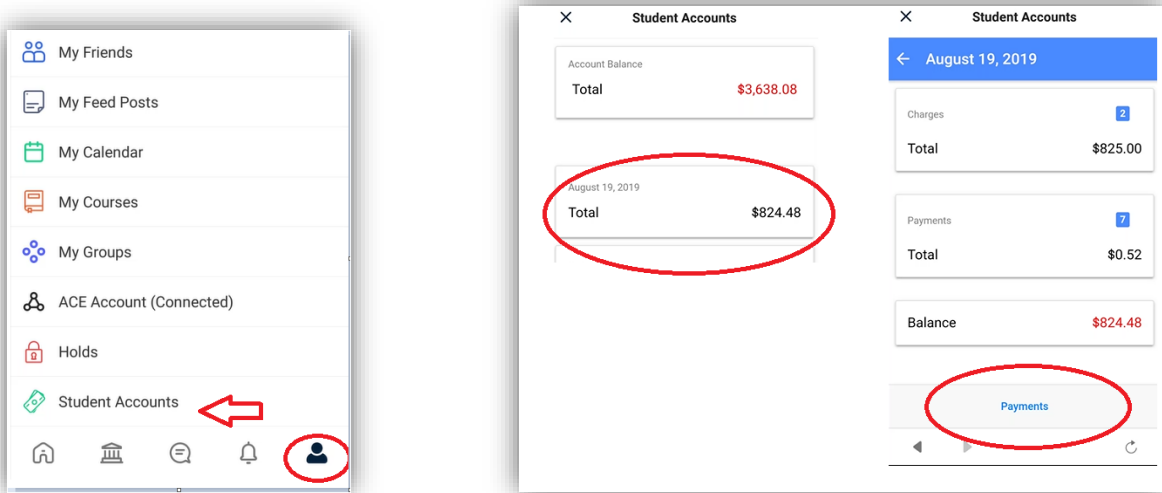 My Friends
My Feed Posts
My Calendar
My Courses
My Groups
ACE Account (Connected)
Holds
Student Accounts
Student Accounts
Account Balance
Total $3,638.08
August 19, 2019
Total $824.48
Student Accounts
August 19, 2019
Charges 2
Total $825.00
Payments 7
Total $0.52
Balance $824.48
Payments